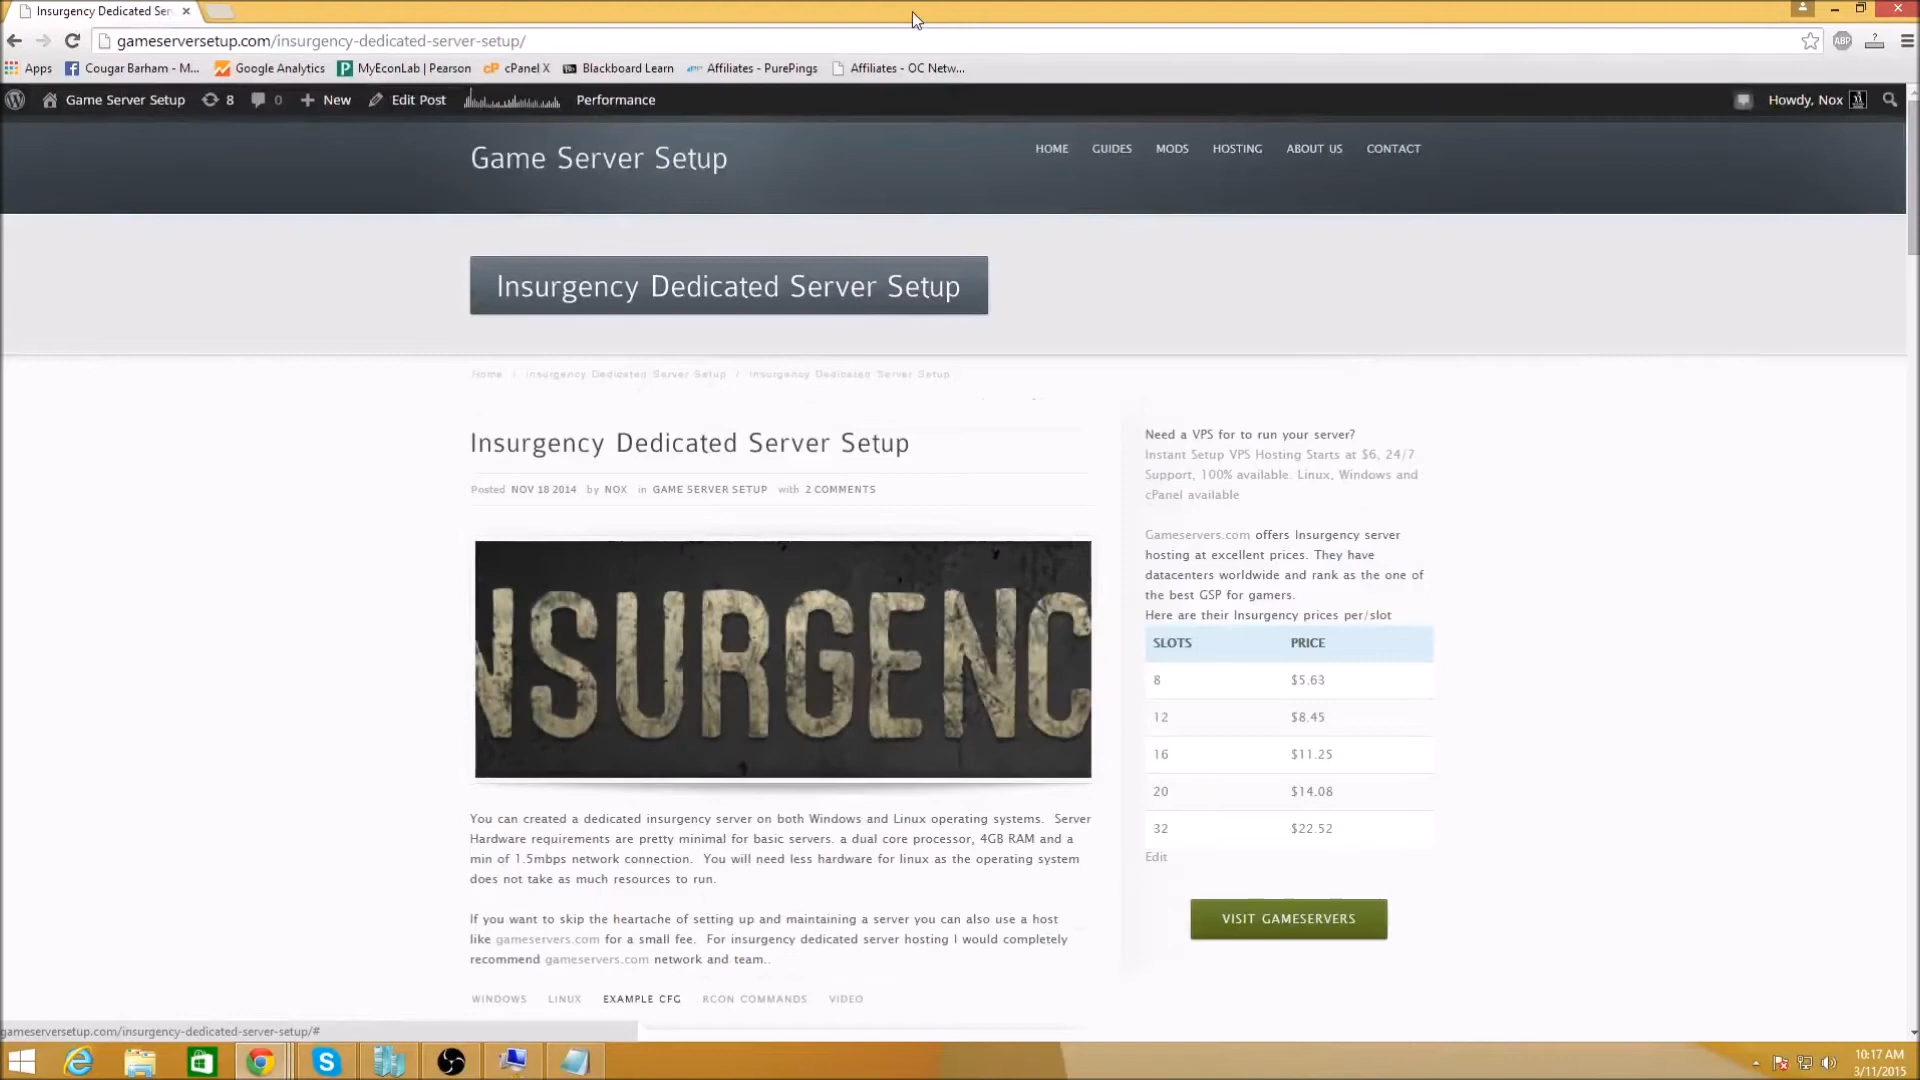 Insurgency Dedicated Ser
gameserversetup.com/insurgency-dedicated-server-setup/
ABP
Apps
Cougar Barham - M...
Google Analytics
MyEconLab | Pearson
cPanel X
Blackboard Learn
Affiliates - PurePings
Affiliates - OC Netw...
Game Server Setup
8
0
New
Edit Post
Performance
Howdy, Nox
Game Server Setup
HOME
GUIDES
MODS
HOSTING
ABOUT US
CONTACT
Insurgency Dedicated Server Setup
Home / Insurgency Dedicated Server Setup / Insurgency Dedicated Server Setup
Insurgency Dedicated Server Setup
Posted NOV 18 2014 by NOX in GAME SERVER SETUP with 2 COMMENTS
NSURGENC
You can created a dedicated insurgency server on both Windows and Linux operating systems. Server
Hardware requirements are pretty minimal for basic servers. a dual core processor, 4GB RAM and a
min of 1.5mbps network connection. You will need less hardware for linux as the operating system
does not take as much resources to run.
If you want to skip the heartache of setting up and maintaining a server you can also use a host
like gameservers.com for a small fee. For insurgency dedicated server hosting I would completely
recommend gameservers.com network and team..
WINDOWS
LINUX
EXAMPLE CFG
RCON COMMANDS
VIDEO
Need a VPS for to run your server?
Instant Setup VPS Hosting Starts at $6, 24/7
Support, 100% available. Linux, Windows and
cPanel available
Gameservers.com offers Insurgency server
hosting at excellent prices. They have
datacenters worldwide and rank as the one of
the best GSP for gamers.
Here are their Insurgency prices per/slot
SLOTS PRICE
8 $5.63
12 $8.45
16 $11.25
20 $14.08
32 $22.52
Edit
VISIT GAMESERVERS
gameserversetup.com/insurgency-dedicated-server-setup/#
10:17 AM
3/11/2015